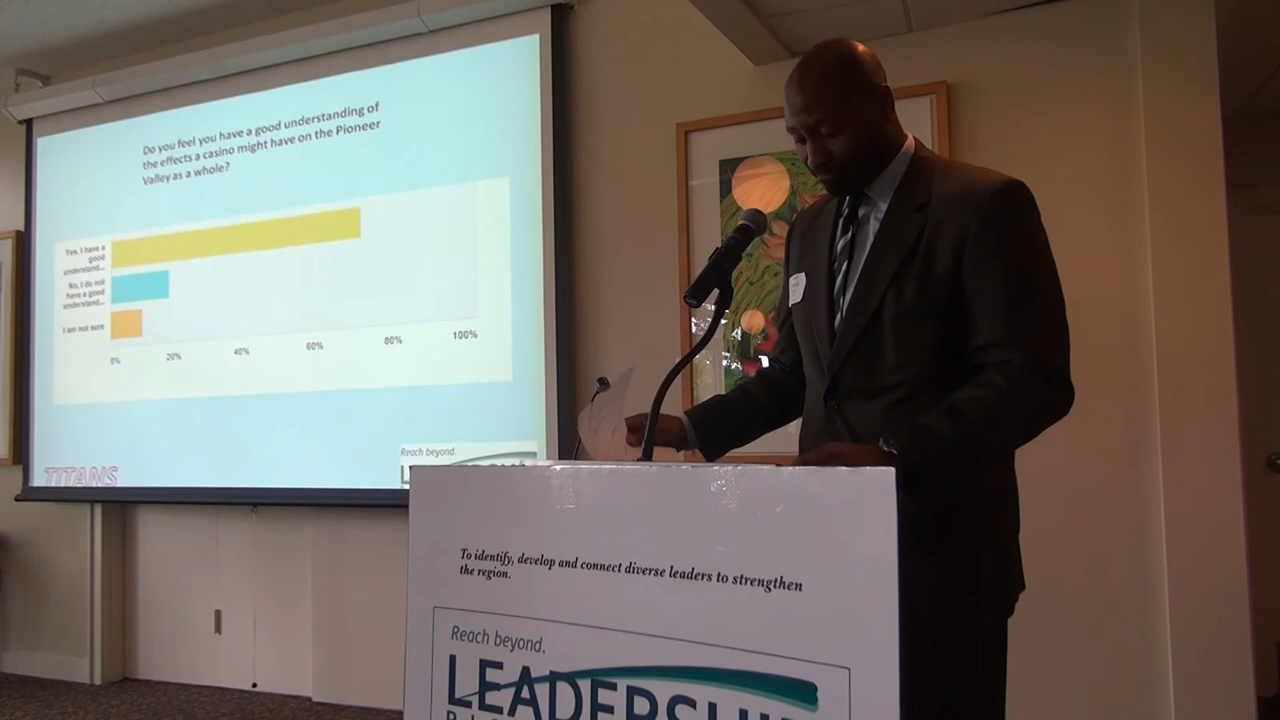 Do you feel you have a good understanding of
the effects a casino might have on the Pioneer
Valley as a whole?
Yes, I have a
good
understand...
No, I do not
have a good
understand...
I am not sure
0%
20%
40%
60%
80%
100%
TITANS
Reach beyond.
To identify, develop and connect diverse leaders to strengthen
the region.
Reach beyond.
LEADERSHI